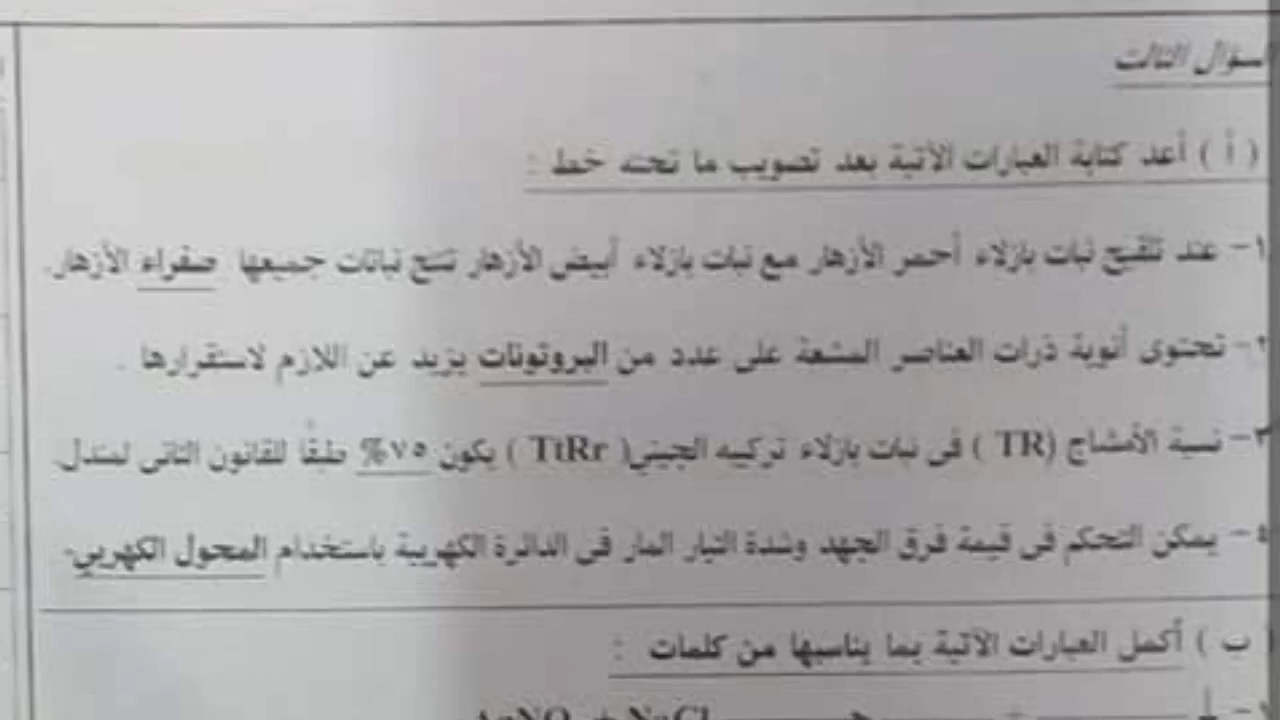 السؤال الثالث
( أ ) أعد كتابة العبارات الآتية بعد تصويب ما تحته خط :
١- عند تلقيح نبات بازلاء أحمر الأزهار مع نبات بازلاء أبيض الأزهار تنتج نباتات جميعها صفراء الأزهار.
٢- تحتوى أنوية ذرات العناصر المشعة على عدد من البروتونات يزيد عن اللازم لاستقرارها .
٣- نسبة الأمشاج (TR ) فى نبات بازلاء تركيبه الجينى( TtRr ) يكون ٧٥% طبقًا للقانون الثانى لمندل.
٤- يمكن التحكم فى قيمة فرق الجهد وشدة التيار المار فى الدائرة الكهربية باستخدام المحول الكهربي.
( ب ) أكمل العبارات الآتية بما يناسبها من كلمات :